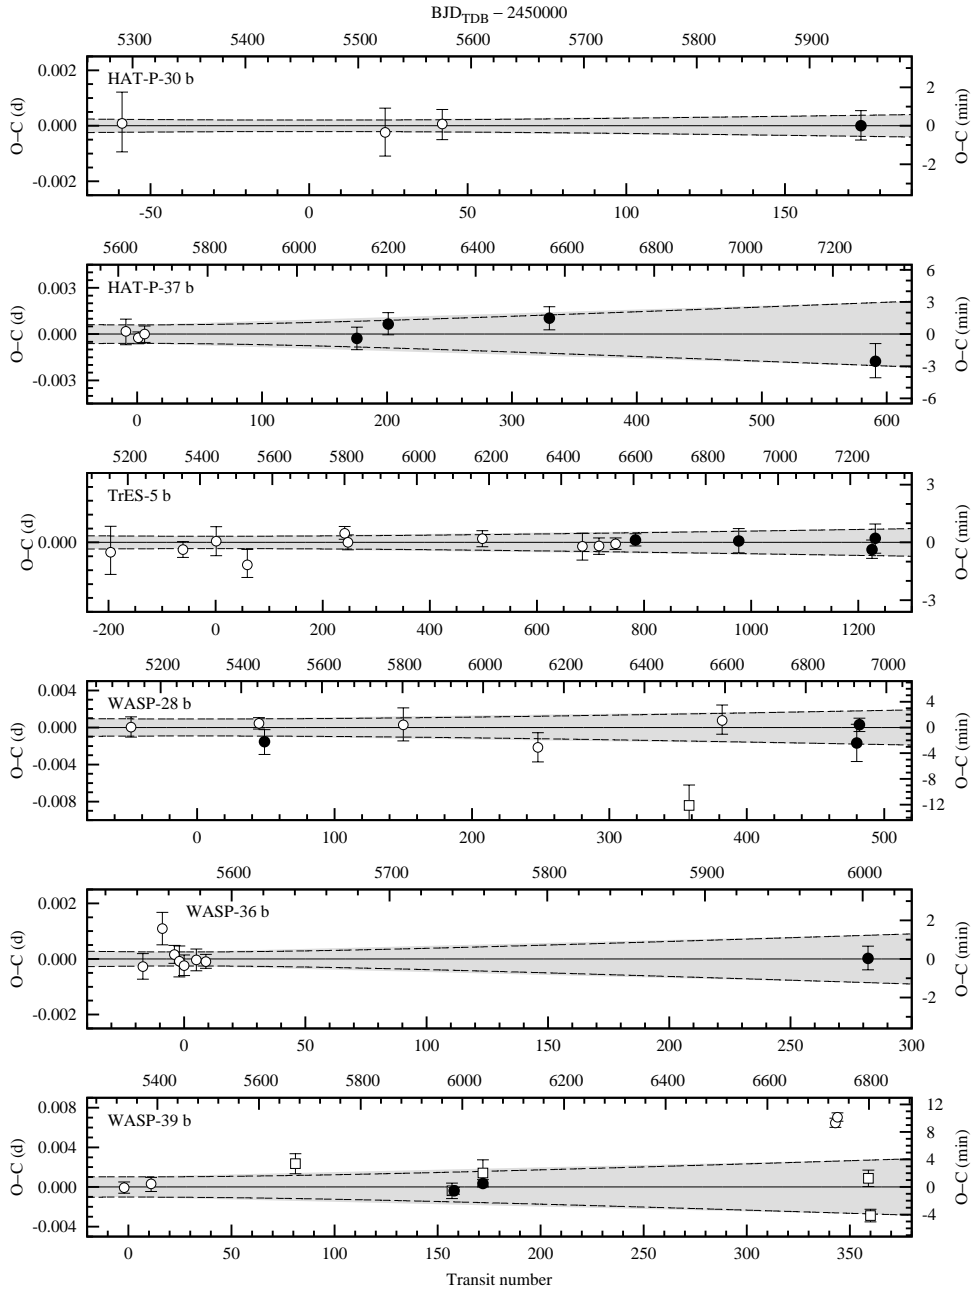 BJD_TDB − 2450000
5300 5400 5500 5600 5700 5800 5900
HAT-P-30 b
0.002
0.000
-0.002
O−C (d)
2
0
-2
O−C (min)
-50 0 50 100 150
5600 5800 6000 6200 6400 6600 6800 7000 7200
HAT-P-37 b
0.003
0.000
-0.003
O−C (d)
6
3
0
-3
-6
O−C (min)
0 100 200 300 400 500 600
5200 5400 5600 5800 6000 6200 6400 6600 6800 7000 7200
TrES-5 b
0.000
O−C (d)
3
0
-3
O−C (min)
-200 0 200 400 600 800 1000 1200
5200 5400 5600 5800 6000 6200 6400 6600 6800 7000
WASP-28 b
0.004
0.000
-0.004
-0.008
O−C (d)
4
0
-4
-8
-12
O−C (min)
0 100 200 300 400 500
5600 5700 5800 5900 6000
WASP-36 b
0.002
0.000
-0.002
O−C (d)
2
0
-2
O−C (min)
0 50 100 150 200 250 300
5400 5600 5800 6000 6200 6400 6600 6800
WASP-39 b
0.008
0.004
0.000
-0.004
O−C (d)
12
8
4
0
-4
O−C (min)
0 50 100 150 200 250 300 350
Transit number